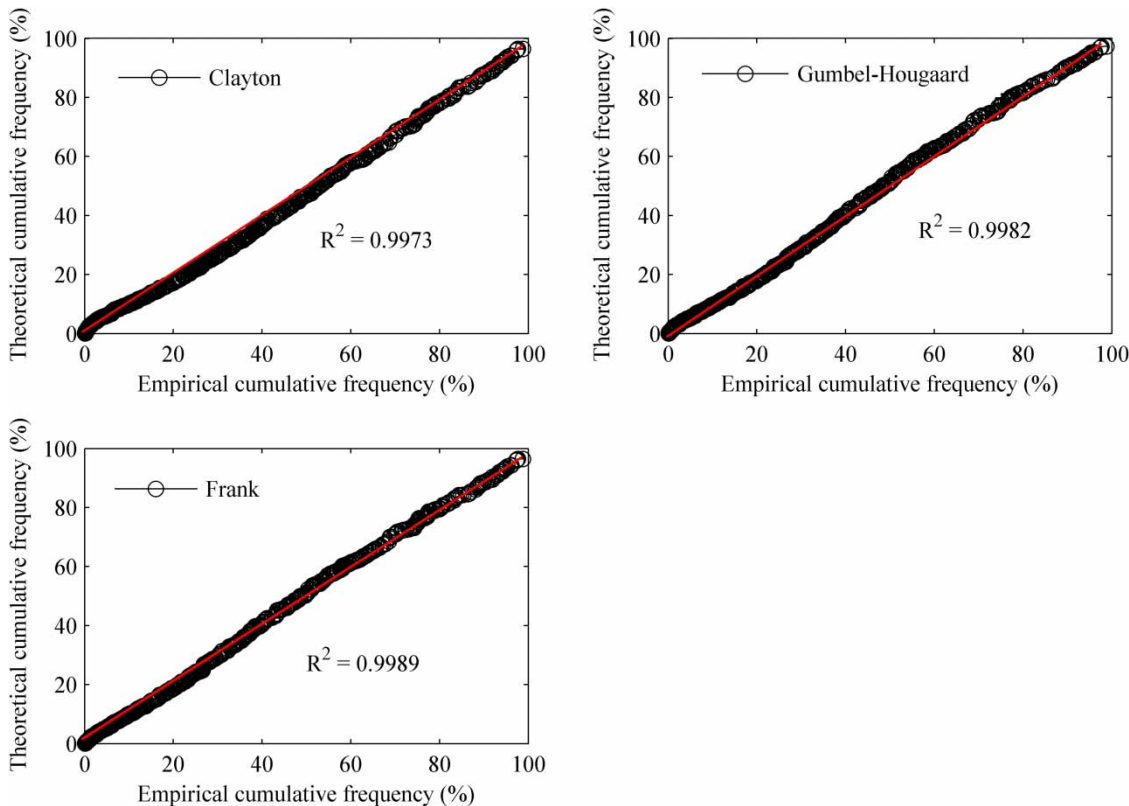 Theoretical cumulative frequency (%)
100
80
60
40
20
0
Clayton
R² = 0.9973
0 20 40 60 80 100
Empirical cumulative frequency (%)
Theoretical cumulative frequency (%)
100
80
60
40
20
0
Gumbel-Hougaard
R² = 0.9982
0 20 40 60 80 100
Empirical cumulative frequency (%)
Theoretical cumulative frequency (%)
100
80
60
40
20
0
Frank
R² = 0.9989
0 20 40 60 80 100
Empirical cumulative frequency (%)